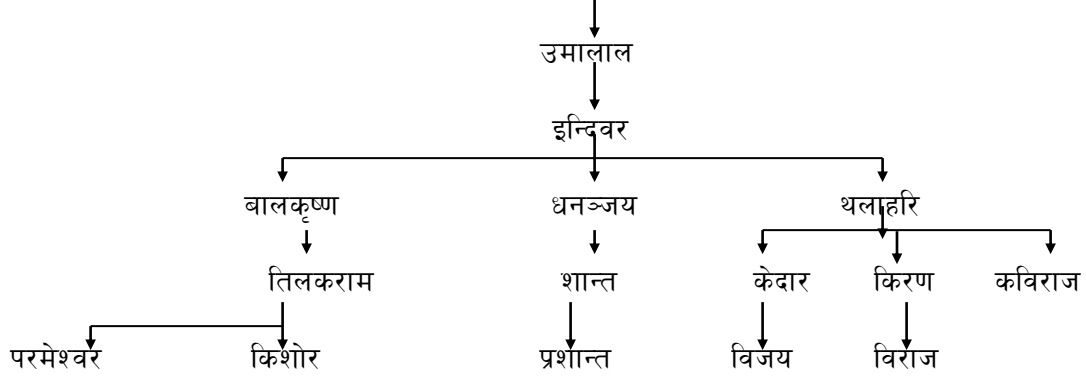 उमालाल
इन्दिवर
बालकृष्ण धनञ्जय थलाहरि
तिलकराम शान्त केदार किरण कविराज
परमेश्वर किशोर प्रशान्त विजय विराज